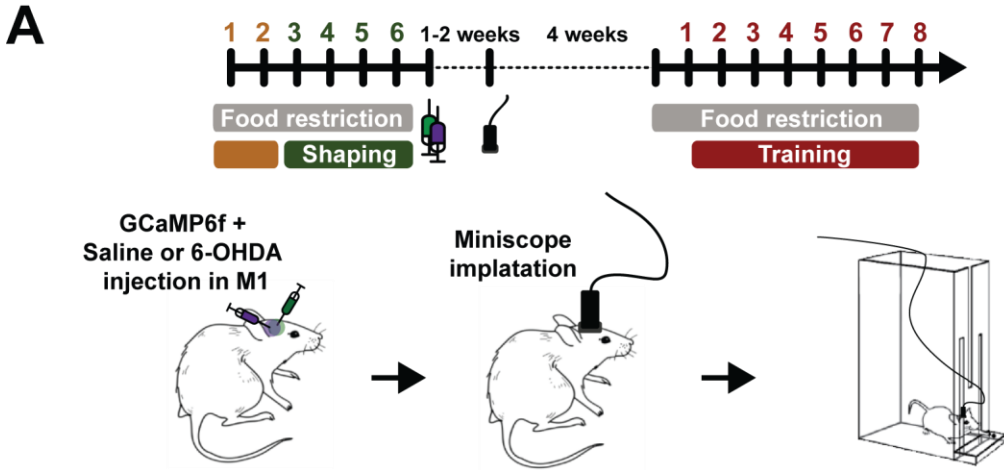 A
1 2 3 4 5 6 1-2 weeks 4 weeks 1 2 3 4 5 6 7 8
Food restriction Food restriction
Shaping Training
GCaMP6f +
Saline or 6-OHDA
injection in M1
Miniscope
implatation